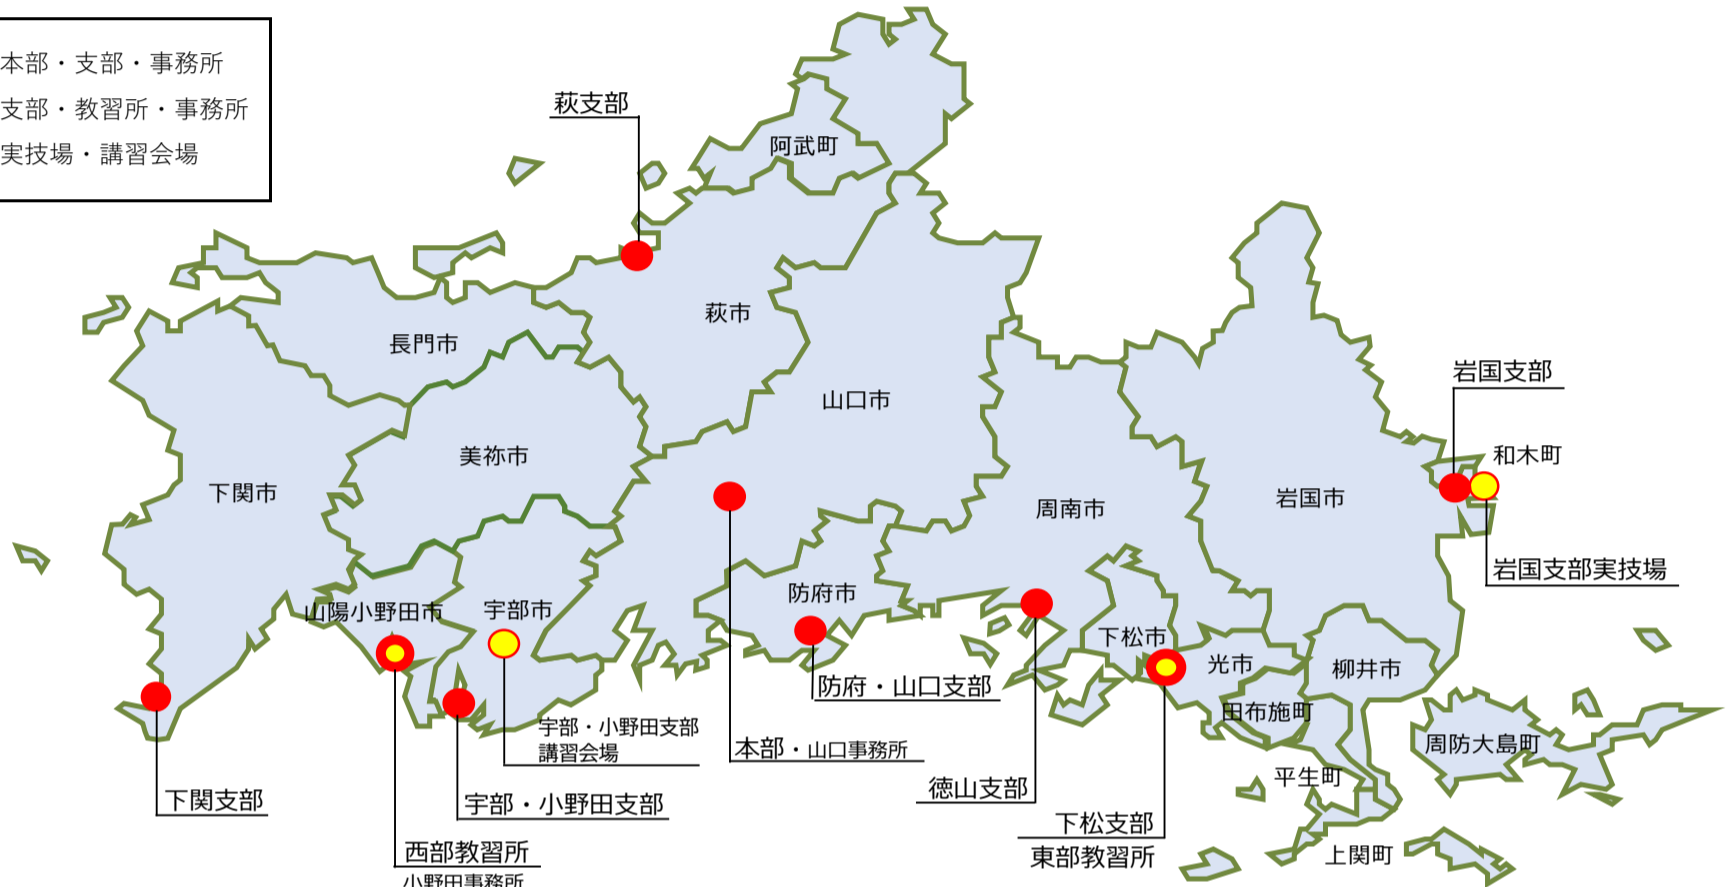 本部・支部・事務所
支部・教習所・事務所
実技場・講習会場
萩支部
阿武町
萩市
長門市
山口市
岩国支部
美祢市
和木町
下関市
岩国市
周南市
岩国支部実技場
防府市
山陽小野田市
宇部市
下松市
光市
柳井市
防府・山口支部
田布施町
宇部・小野田支部
講習会場
本部・山口事務所
周防大島町
平生町
徳山支部
下関支部
宇部・小野田支部
下松支部
東部教習所
西部教習所
小野田事務所
上関町